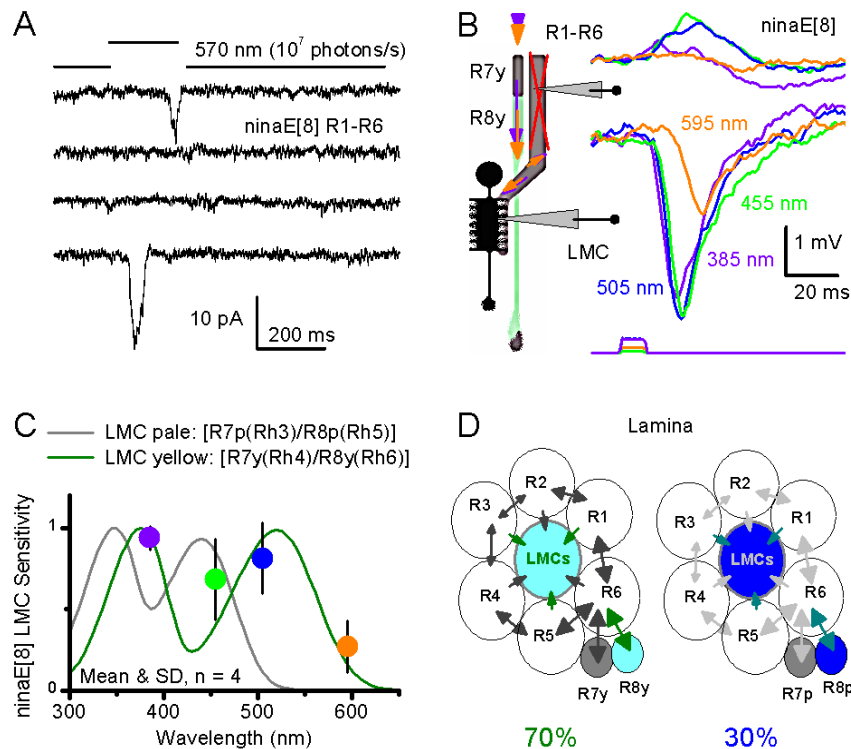 A
570 nm (10⁷ photons/s)
ninaE[8] R1-R6
10 pA
200 ms
B
R1-R6
ninaE[8]
R7y
R8y
LMC
595 nm
455 nm
385 nm
505 nm
1 mV
20 ms
C
LMC pale: [R7p(Rh3)/R8p(Rh5)]
LMC yellow: [R7y(Rh4)/R8y(Rh6)]
ninaE[8] LMC Sensitivity
1
0
Mean & SD, n = 4
300 400 500 600
Wavelength (nm)
D
Lamina
R2
R3
R1
LMCs
R4
R6
R5
R7y
R8y
70%
R2
R3
R1
LMCs
R4
R6
R5
R7p
R8p
30%